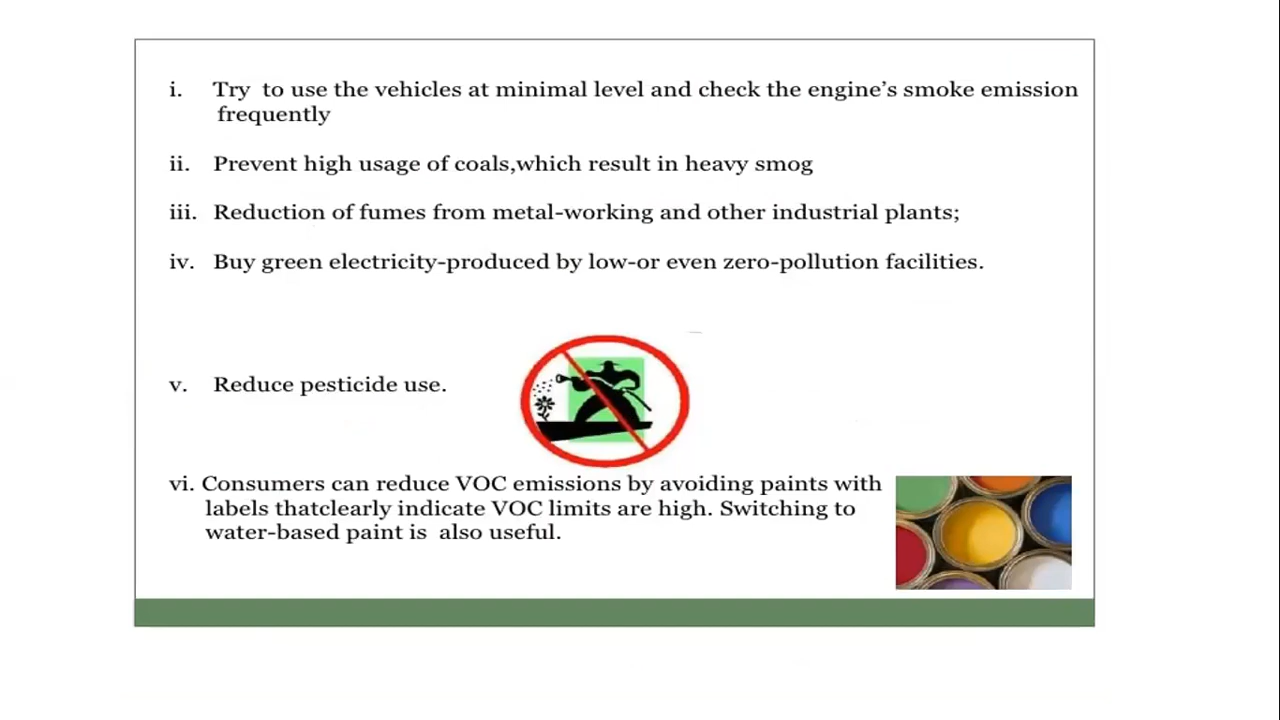 i. Try to use the vehicles at minimal level and check the engine’s smoke emission
frequently
ii. Prevent high usage of coals,which result in heavy smog
iii. Reduction of fumes from metal-working and other industrial plants;
iv. Buy green electricity-produced by low-or even zero-pollution facilities.
v. Reduce pesticide use.
vi. Consumers can reduce VOC emissions by avoiding paints with
labels thatclearly indicate VOC limits are high. Switching to
water-based paint is also useful.